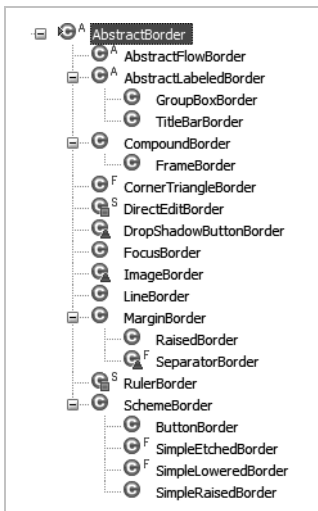 A AbstractBorder
A AbstractFlowBorder
A AbstractLabeledBorder
GroupBoxBorder
TitleBarBorder
CompoundBorder
FrameBorder
F CornerTriangleBorder
S DirectEditBorder
DropShadowButtonBorder
FocusBorder
ImageBorder
LineBorder
MarginBorder
RaisedBorder
F SeparatorBorder
S RulerBorder
SchemeBorder
ButtonBorder
F SimpleEtchedBorder
F SimpleLoweredBorder
SimpleRaisedBorder